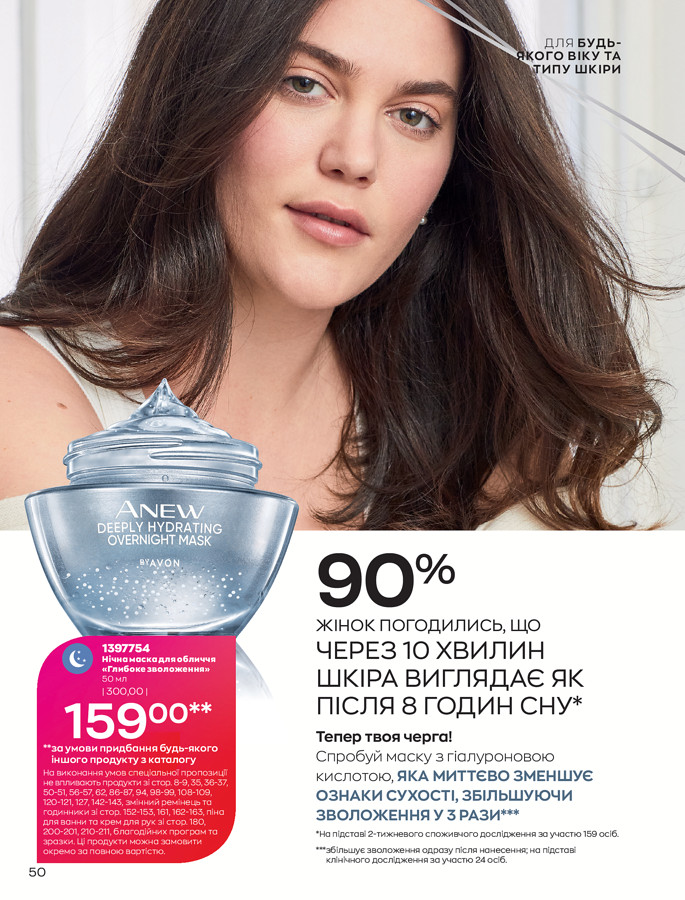 ДЛЯ БУДЬ-
ЯКОГО ВІКУ ТА
ТИПУ ШКІРИ
ANEW
DEEPLY HYDRATING
OVERNIGHT MASK
BY AVON
90%
ЖІНОК ПОГОДИЛИСЬ, ЩО
ЧЕРЕЗ 10 ХВИЛИН
ШКІРА ВИГЛЯДАЄ ЯК
ПІСЛЯ 8 ГОДИН СНУ*
Тепер твоя черга!
Спробуй маску з гіалуроновою
кислотою, ЯКА МИТТЄВО ЗМЕНШУЄ
ОЗНАКИ СУХОСТІ, ЗБІЛЬШУЮЧИ
ЗВОЛОЖЕННЯ У 3 РАЗИ***
*На підставі 2-тижневого споживчого дослідження за участю 159 осіб.
***збільшує зволоження одразу після нанесення; на підставі
клінічного дослідження за участю 24 осіб.
1397754
Нічна маска для обличчя
«Глибоке зволоження»
50 мл
| 300,00 |
15900**
**за умови придбання будь-якого
іншого продукту з каталогу
На виконання умов спеціальної пропозиції
не впливають продукти зі стор. 8-9, 35, 36-37,
50-51, 56-57, 62, 86-87, 94, 98-99, 108-109,
120-121, 127, 142-143, змінний ремінець та
годинники зі стор. 152-153, 161, 162-163, піна
для ванни та крем для рук зі стор. 180,
200-201, 210-211, благодійних програм та
зразки. Ці продукти можна замовити
окремо за повною вартістю.
50